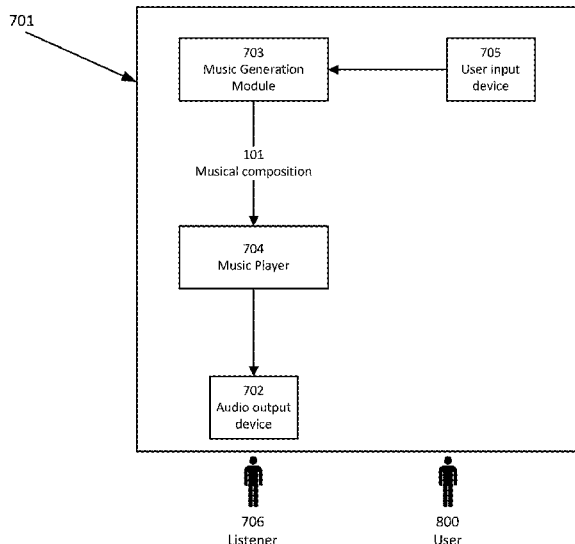 701
703
Music Generation
Module
705
User input
device
101
Musical composition
704
Music Player
702
Audio output
device
706
Listener
800
User